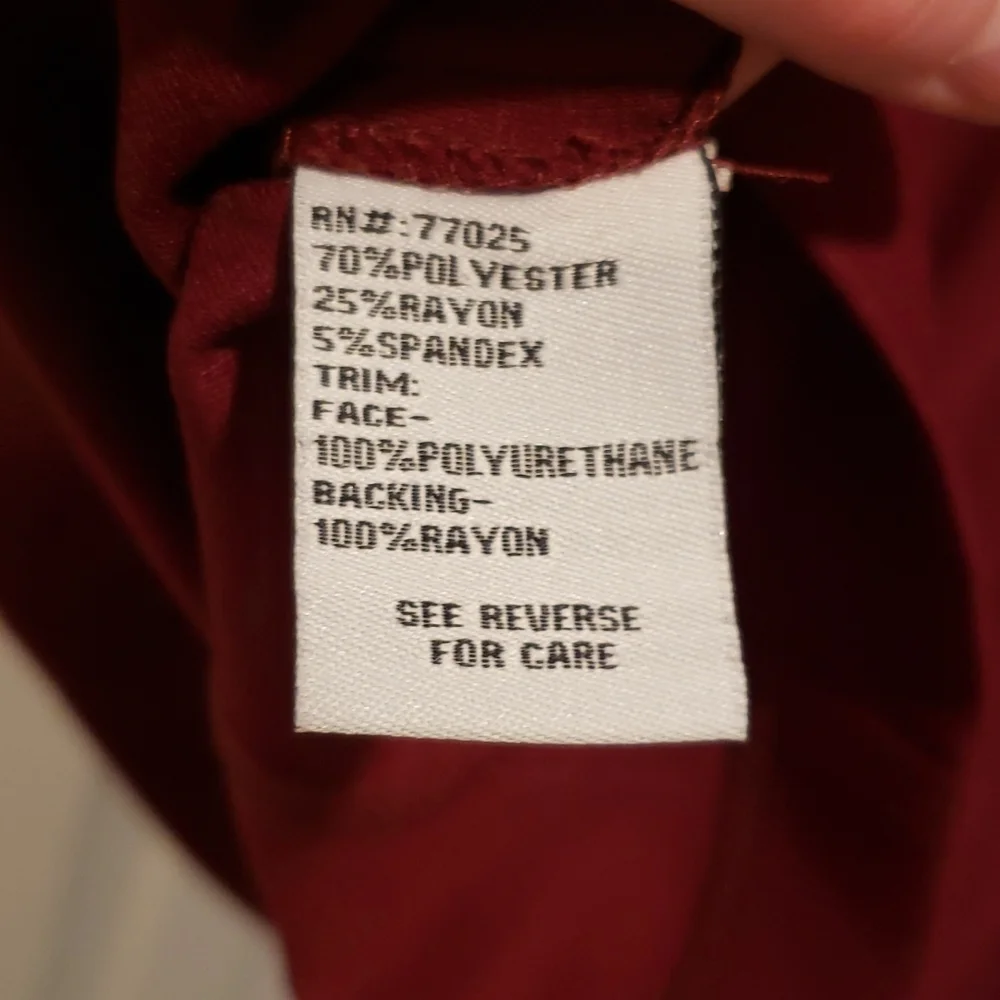 RN#:77025
70%POLYESTER
25%RAYON
5%SPANDEX
TRIM:
FACE-
100%POLYURETHANE
BACKING-
100%RAYON
SEE REVERSE
FOR CARE